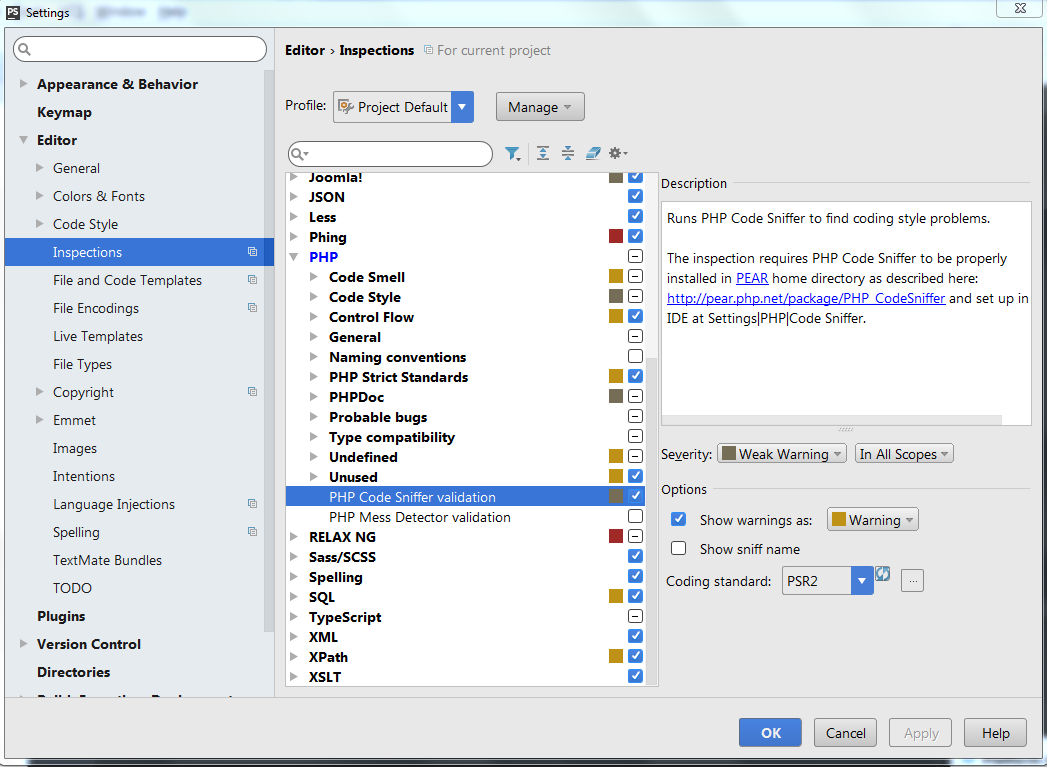 PS Settings
Editor › Inspections For current project
Appearance & Behavior
Keymap
Editor
General
Colors & Fonts
Code Style
Inspections
File and Code Templates
File Encodings
Live Templates
File Types
Copyright
Emmet
Images
Intentions
Language Injections
Spelling
TextMate Bundles
TODO
Plugins
Version Control
Directories
Profile: Project Default Manage
Joomla!
JSON
Less
Phing
PHP
Code Smell
Code Style
Control Flow
General
Naming conventions
PHP Strict Standards
PHPDoc
Probable bugs
Type compatibility
Undefined
Unused
PHP Code Sniffer validation
PHP Mess Detector validation
RELAX NG
Sass/SCSS
Spelling
SQL
TypeScript
XML
XPath
XSLT
Description
Runs PHP Code Sniffer to find coding style problems.
The inspection requires PHP Code Sniffer to be properly
installed in PEAR home directory as described here:
http://pear.php.net/package/PHP_CodeSniffer and set up in
IDE at Settings|PHP|Code Sniffer.
Severity: Weak Warning In All Scopes
Options
Show warnings as: Warning
Show sniff name
Coding standard: PSR2 ...
OK Cancel Apply Help